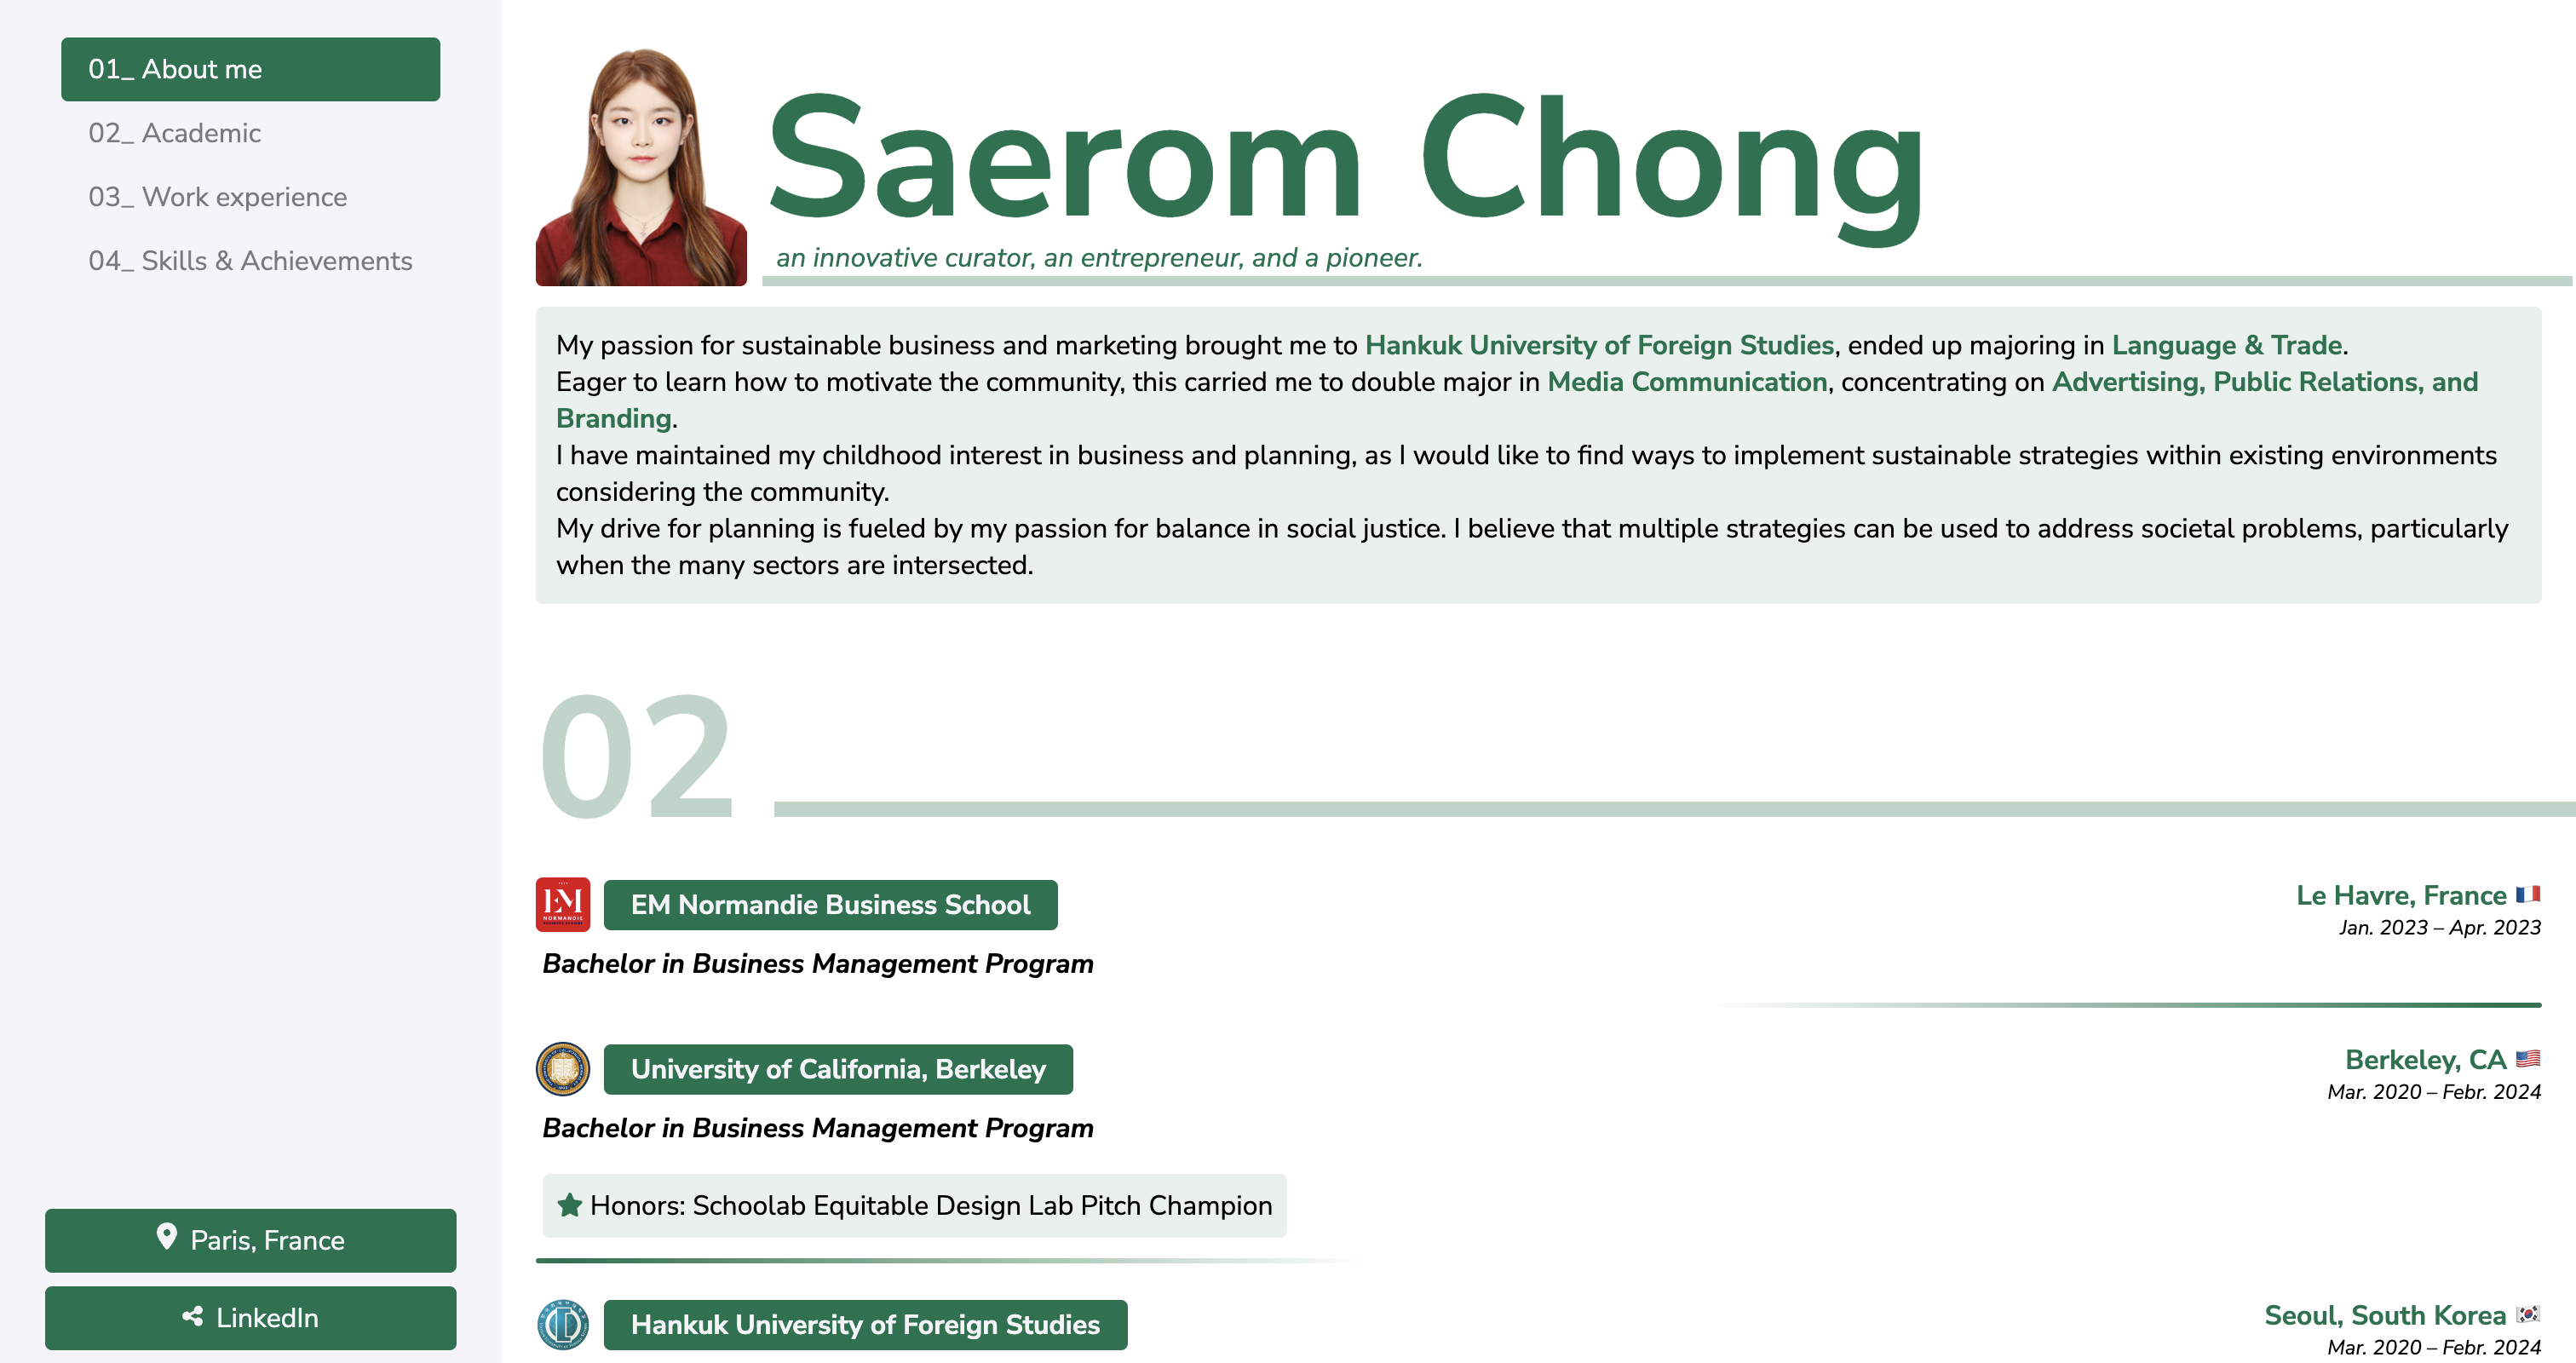 01_ About me
02_ Academic
03_ Work experience
04_ Skills & Achievements
Paris, France
LinkedIn
Saerom Chong
an innovative curator, an entrepreneur, and a pioneer.
My passion for sustainable business and marketing brought me to Hankuk University of Foreign Studies, ended up majoring in Language & Trade.
Eager to learn how to motivate the community, this carried me to double major in Media Communication, concentrating on Advertising, Public Relations, and
Branding.
I have maintained my childhood interest in business and planning, as I would like to find ways to implement sustainable strategies within existing environments
considering the community.
My drive for planning is fueled by my passion for balance in social justice. I believe that multiple strategies can be used to address societal problems, particularly
when the many sectors are intersected.
02
EM
NORMANDIE
EM Normandie Business School
Le Havre, France
Jan. 2023 – Apr. 2023
Bachelor in Business Management Program
University of California, Berkeley
Berkeley, CA
Mar. 2020 – Febr. 2024
Bachelor in Business Management Program
Honors: Schoolab Equitable Design Lab Pitch Champion
Hankuk University of Foreign Studies
Seoul, South Korea
Mar. 2020 – Febr. 2024